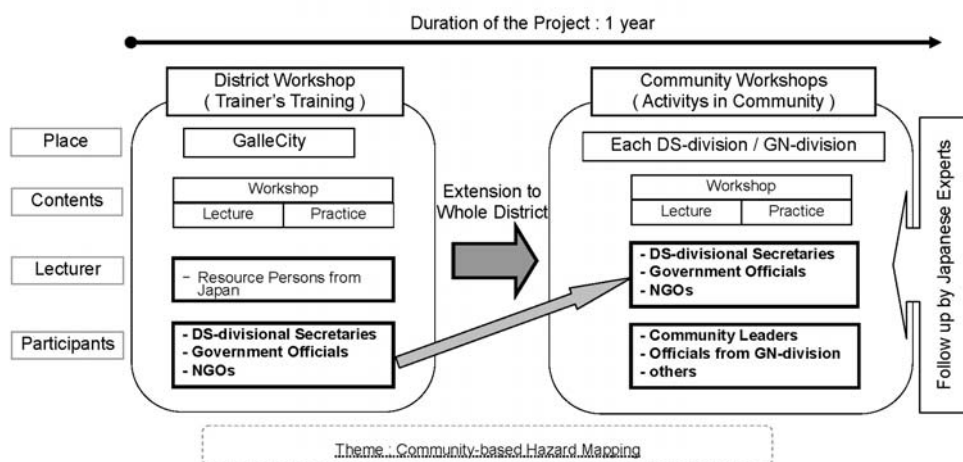 Duration of the Project : 1 year
District Workshop
( Trainer's Training )
Community Workshops
( Activitys in Community )
Place
GalleCity
Each DS-division / GN-division
Contents
Workshop
Lecture
Practice
Extension to
Whole District
Workshop
Lecture
Practice
Lecturer
- Resource Persons from
Japan
- DS-divisional Secretaries
- Government Officials
- NGOs
Participants
- DS-divisional Secretaries
- Government Officials
- NGOs
- Community Leaders
- Officials from GN-division
- others
Follow up by Japanese Experts
Theme : Community-based Hazard Mapping